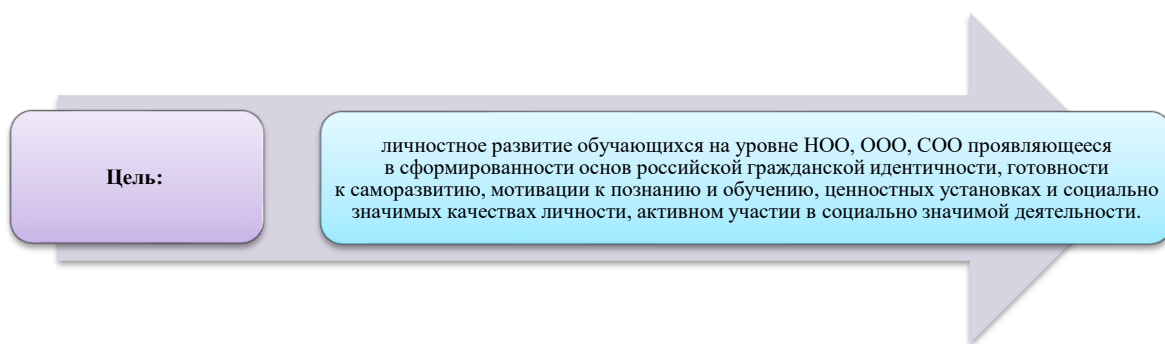 Цель:
личностное развитие обучающихся на уровне НОО, ООО, СОО проявляющееся
в сформированности основ российской гражданской идентичности, готовности
к саморазвитию, мотивации к познанию и обучению, ценностных установках и социально
значимых качествах личности, активном участии в социально значимой деятельности.